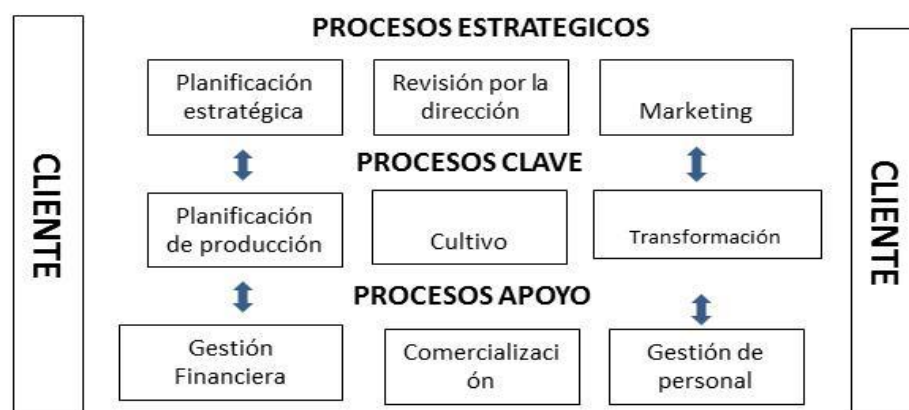 PROCESOS ESTRATEGICOS
CLIENTE
Planificación
estratégica
Revisión por la
dirección
Marketing
PROCESOS CLAVE
Planificación
de producción
Cultivo
Transformación
PROCESOS APOYO
Gestión
Financiera
Comercializaci
ón
Gestión de
personal
CLIENTE